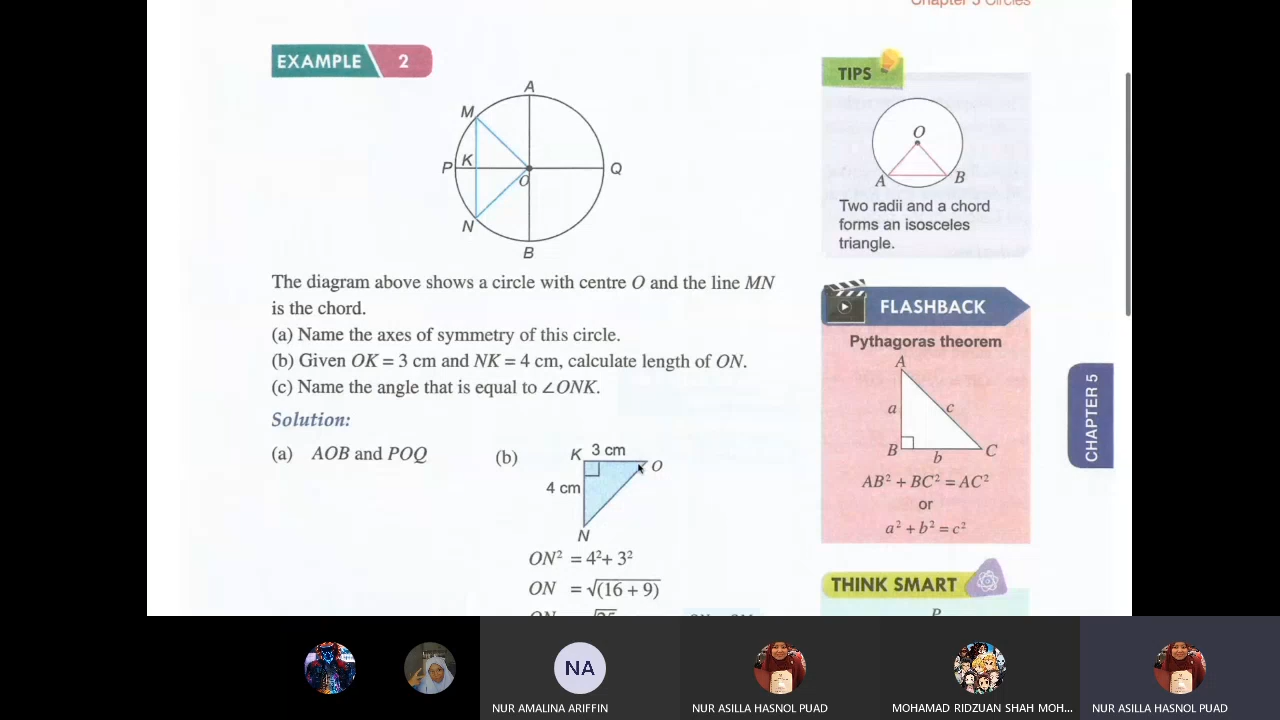 Chapter 5 Circles
EXAMPLE 2
A
M
P
K
O
Q
N
B
The diagram above shows a circle with centre O and the line MN
is the chord.
(a) Name the axes of symmetry of this circle.
(b) Given OK = 3 cm and NK = 4 cm, calculate length of ON.
(c) Name the angle that is equal to ∠ONK.
Solution:
(a) AOB and POQ
(b)
K 3 cm O
4 cm
N
ON² = 4²+ 3²
ON = √(16 + 9)
TIPS
O
A B
Two radii and a chord
forms an isosceles
triangle.
FLASHBACK
Pythagoras theorem
A
a c
B b C
AB² + BC² = AC²
or
a² + b² = c²
THINK SMART
P
CHAPTER 5
NA
NUR AMALINA ARIFFIN
NUR ASILLA HASNOL PUAD
MOHAMAD RIDZUAN SHAH MOH...
NUR ASILLA HASNOL PUAD